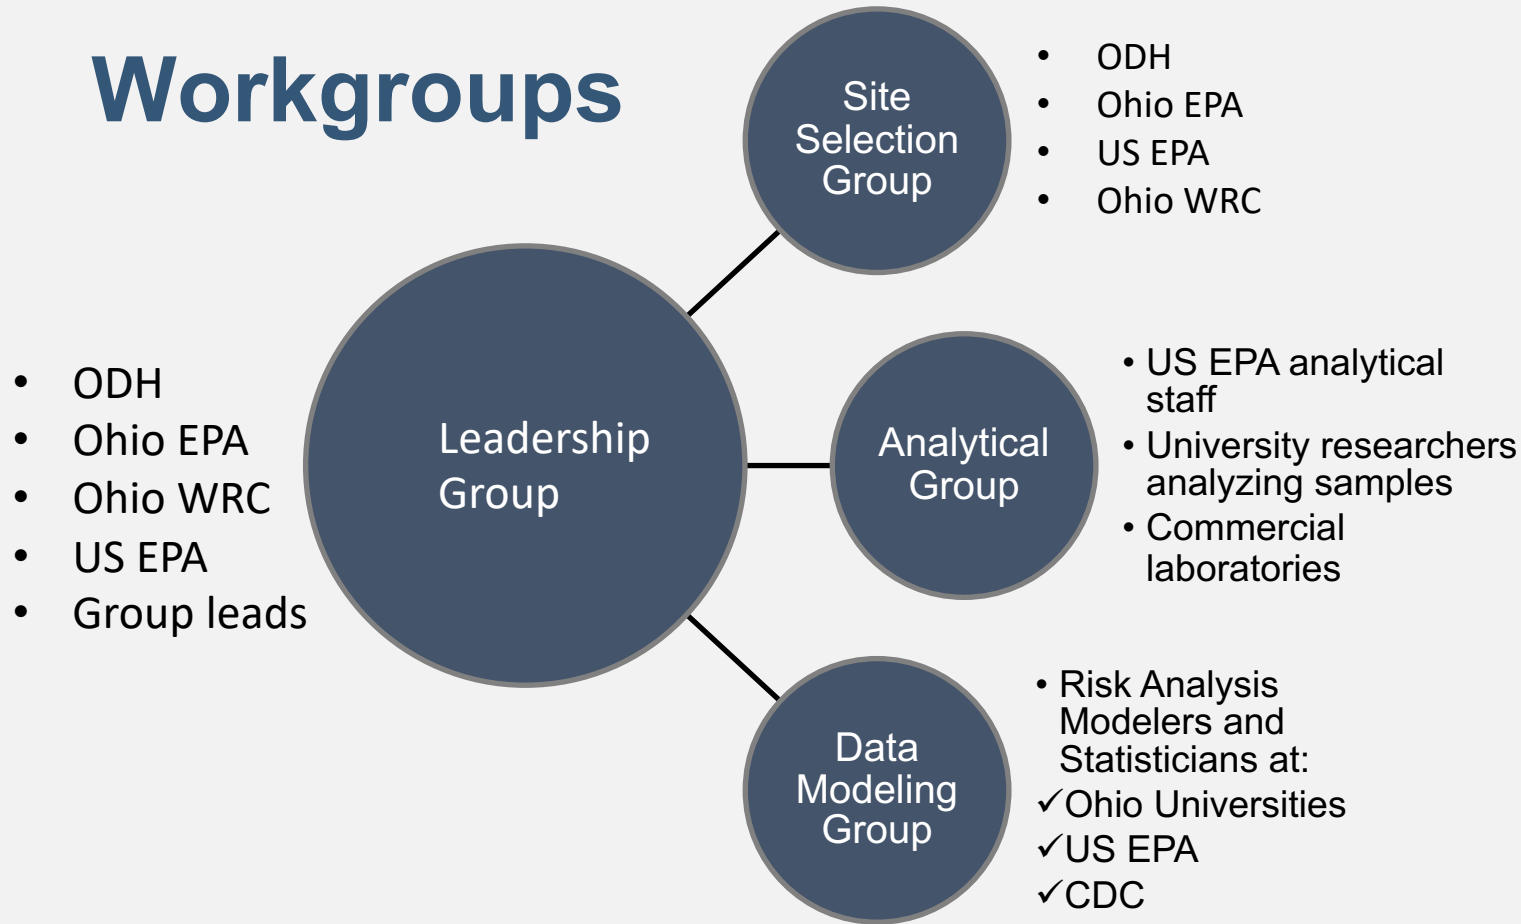 Workgroups
• ODH
• Ohio EPA
• Ohio WRC
• US EPA
• Group leads
Leadership
Group
Site
Selection
Group
• ODH
• Ohio EPA
• US EPA
• Ohio WRC
Analytical
Group
• US EPA analytical
staff
• University researchers
analyzing samples
• Commercial
laboratories
Data
Modeling
Group
• Risk Analysis
Modelers and
Statisticians at:
✓Ohio Universities
✓US EPA
✓CDC